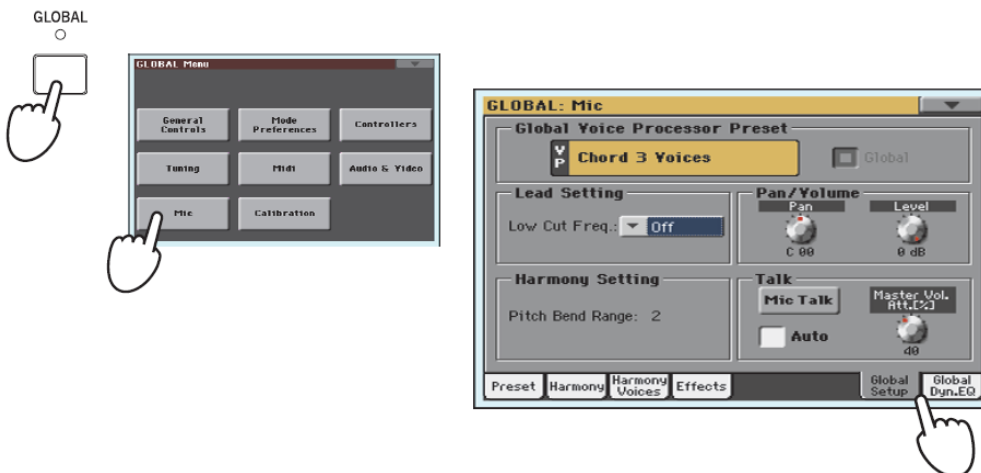 GLOBAL
GLOBAL Menu
General Controls
Mode Preferences
Controllers
Tuning
Midi
Audio & Video
Mic
Calibration
GLOBAL: Mic
Global Voice Processor Preset
VP Chord 3 Voices
Global
Lead Setting
Low Cut Freq.: Off
Pan/Volume
Pan
Level
C 00
0 dB
Harmony Setting
Pitch Bend Range: 2
Talk
Mic Talk
Master Vol. Att.[%]
Auto
40
Preset
Harmony
Harmony Voices
Effects
Global Setup
Global Dyn.EQ